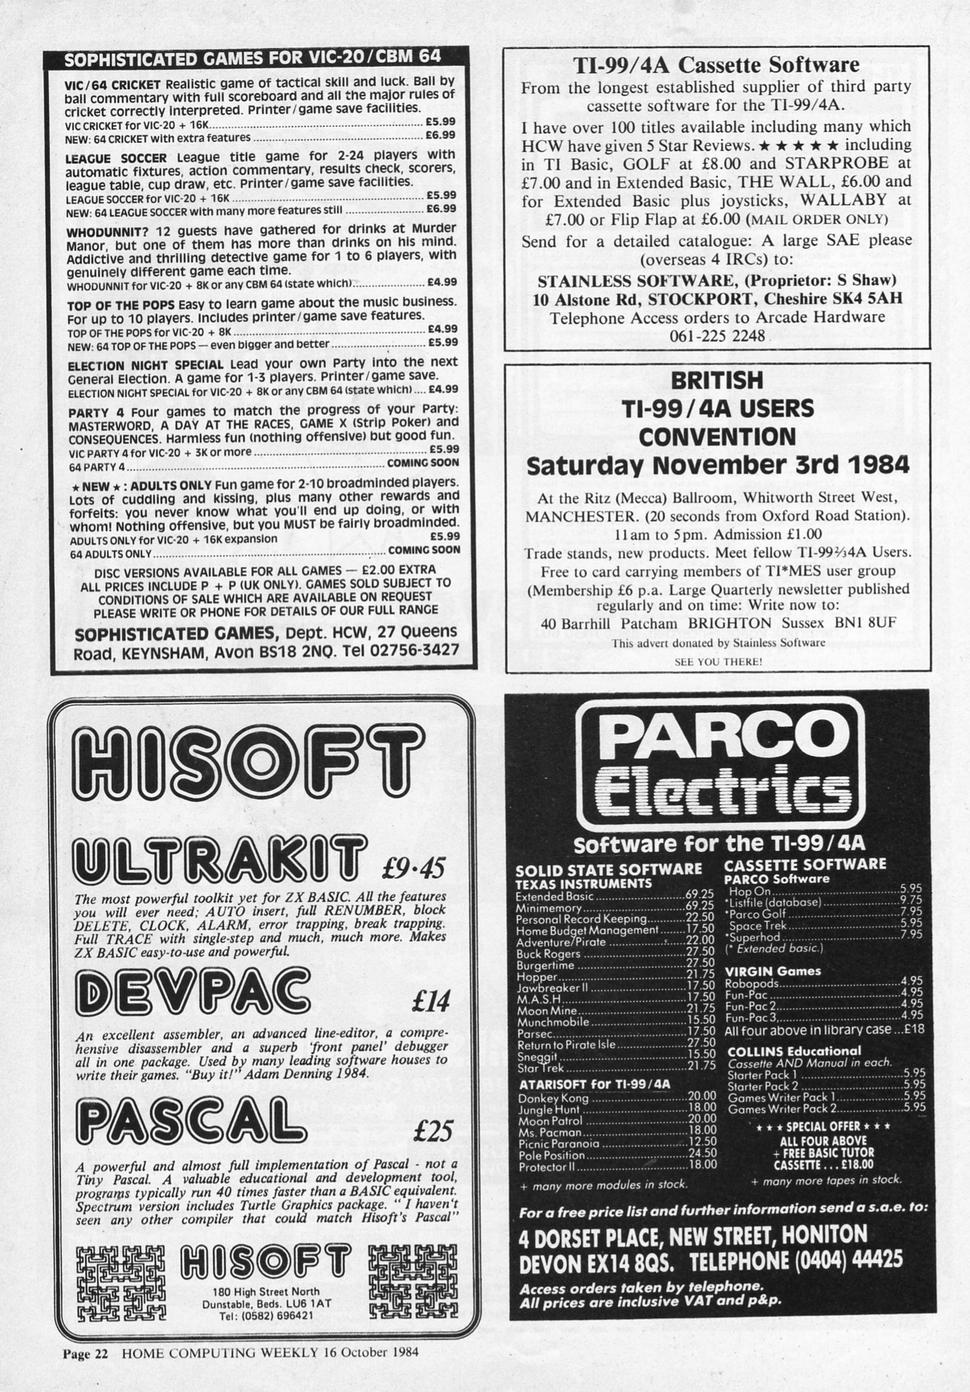 SOPHISTICATED GAMES FOR VIC-20/CBM 64
VIC/64 CRICKET Realistic game of tactical skill and luck. Ball by
ball commentary with full scoreboard and all the major rules of
cricket correctly interpreted. Printer/game save facilities.
VIC CRICKET for VIC-20 + 16K.......... £5.99
NEW: 64 CRICKET with extra features .......... £6.99
LEAGUE SOCCER League title game for 2-24 players with
automatic fixtures, action commentary, results check, scorers,
league table, cup draw, etc. Printer/game save facilities.
LEAGUE SOCCER for VIC-20 + 16K .......... £5.99
NEW: 64 LEAGUE SOCCER with many more features still .......... £6.99
WHODUNNIT? 12 guests have gathered for drinks at Murder
Manor, but one of them has more than drinks on his mind.
Addictive and thrilling detective game for 1 to 6 players, with
genuinely different game each time.
WHODUNNIT for VIC-20 + 8K or any CBM 64 (state which).......... £4.99
TOP OF THE POPS Easy to learn game about the music business.
For up to 10 players. Includes printer/game save features.
TOP OF THE POPS for VIC-20 + 8K .......... £4.99
NEW: 64 TOP OF THE POPS — even bigger and better .......... £5.99
ELECTION NIGHT SPECIAL Lead your own Party into the next
General Election. A game for 1-3 players. Printer/game save.
ELECTION NIGHT SPECIAL for VIC-20 + 8K or any CBM 64 (state which) .... £4.99
PARTY 4 Four games to match the progress of your Party:
MASTERWORD, A DAY AT THE RACES, GAME X (Strip Poker) and
CONSEQUENCES. Harmless fun (nothing offensive) but good fun.
VIC PARTY 4 for VIC-20 + 3K or more .......... £5.99
64 PARTY 4 .......... COMING SOON
★ NEW ★ : ADULTS ONLY Fun game for 2-10 broadminded players.
Lots of cuddling and kissing, plus many other rewards and
forfeits: you never know what you'll end up doing, or with
whom! Nothing offensive, but you MUST be fairly broadminded.
ADULTS ONLY for VIC-20 + 16K expansion £5.99
64 ADULTS ONLY .......... COMING SOON
DISC VERSIONS AVAILABLE FOR ALL GAMES — £2.00 EXTRA
ALL PRICES INCLUDE P + P (UK ONLY). GAMES SOLD SUBJECT TO
CONDITIONS OF SALE WHICH ARE AVAILABLE ON REQUEST
PLEASE WRITE OR PHONE FOR DETAILS OF OUR FULL RANGE
SOPHISTICATED GAMES, Dept. HCW, 27 Queens
Road, KEYNSHAM, Avon BS18 2NQ. Tel 02756-3427
TI-99/4A Cassette Software
From the longest established supplier of third party
cassette software for the TI-99/4A.
I have over 100 titles available including many which
HCW have given 5 Star Reviews. ★ ★ ★ ★ ★ including
in TI Basic, GOLF at £8.00 and STARPROBE at
£7.00 and in Extended Basic, THE WALL, £6.00 and
for Extended Basic plus joysticks, WALLABY at
£7.00 or Flip Flap at £6.00 (MAIL ORDER ONLY)
Send for a detailed catalogue: A large SAE please
(overseas 4 IRCs) to:
STAINLESS SOFTWARE, (Proprietor: S Shaw)
10 Alstone Rd, STOCKPORT, Cheshire SK4 5AH
Telephone Access orders to Arcade Hardware
061-225 2248
BRITISH
TI-99/4A USERS
CONVENTION
Saturday November 3rd 1984
At the Ritz (Mecca) Ballroom, Whitworth Street West,
MANCHESTER. (20 seconds from Oxford Road Station).
11am to 5pm. Admission £1.00
Trade stands, new products. Meet fellow TI-99⅔4A Users.
Free to card carrying members of TI*MES user group
(Membership £6 p.a. Large Quarterly newsletter published
regularly and on time: Write now to:
40 Barrhill Patcham BRIGHTON Sussex BN1 8UF
This advert donated by Stainless Software
SEE YOU THERE!
HISOFT
ULTRAKIT £9·45
The most powerful toolkit yet for ZX BASIC. All the features
you will ever need; AUTO insert, full RENUMBER, block
DELETE, CLOCK, ALARM, error trapping, break trapping.
Full TRACE with single-step and much, much more. Makes
ZX BASIC easy-to-use and powerful.
DEVPAC £14
An excellent assembler, an advanced line-editor, a compre-
hensive disassembler and a superb 'front panel' debugger
all in one package. Used by many leading software houses to
write their games. "Buy it!" Adam Denning 1984.
PASCAL £25
A powerful and almost full implementation of Pascal - not a
Tiny Pascal. A valuable educational and development tool,
programs typically run 40 times faster than a BASIC equivalent.
Spectrum version includes Turtle Graphics package. "I haven't
seen any other compiler that could match Hisoft's Pascal"
HISOFT
180 High Street North
Dunstable, Beds. LU6 1AT
Tel: (0582) 696421
PARCO
Electrics
Software for the TI-99/4A
SOLID STATE SOFTWARE
TEXAS INSTRUMENTS
Extended Basic .......... 69.25
Minimemory .......... 69.25
Personal Record Keeping .......... 22.50
Home Budget Management .......... 17.50
Adventure/Pirate .......... 22.00
Buck Rogers .......... 27.50
Burgertime .......... 27.50
Hopper .......... 21.75
Jawbreaker II .......... 17.50
M.A.S.H. .......... 17.50
Moon Mine .......... 21.75
Munchmobile .......... 15.50
Parsec .......... 17.50
Return to Pirate Isle .......... 27.50
Sneggit .......... 15.50
Star Trek .......... 21.75
ATARISOFT for TI-99/4A
Donkey Kong .......... 20.00
Jungle Hunt .......... 18.00
Moon Patrol .......... 20.00
Ms. Pacman .......... 18.00
Picnic Paranoia .......... 12.50
Pole Position .......... 24.50
Protector II .......... 18.00
+ many more modules in stock.
CASSETTE SOFTWARE
PARCO Software
Hop On .......... 5.95
*Listfile (database) .......... 9.75
*Parco Golf .......... 7.95
Space Trek .......... 5.95
*Superhod .......... 7.95
(* Extended basic.)
VIRGIN Games
Robopods .......... 4.95
Fun-Pac .......... 4.95
Fun-Pac 2 .......... 4.95
Fun-Pac 3 .......... 4.95
All four above in library case ...£18
COLLINS Educational
Cassette AND Manual in each.
Starter Pack 1 .......... 5.95
Starter Pack 2 .......... 5.95
Games Writer Pack 1 .......... 5.95
Games Writer Pack 2 .......... 5.95
★ ★ ★ SPECIAL OFFER ★ ★ ★
ALL FOUR ABOVE
+ FREE BASIC TUTOR
CASSETTE . . . £18.00
+ many more tapes in stock.
For a free price list and further information send a s.a.e. to:
4 DORSET PLACE, NEW STREET, HONITON
DEVON EX14 8QS. TELEPHONE (0404) 44425
Access orders taken by telephone.
All prices are inclusive VAT and p&p.
Page 22 HOME COMPUTING WEEKLY 16 October 1984